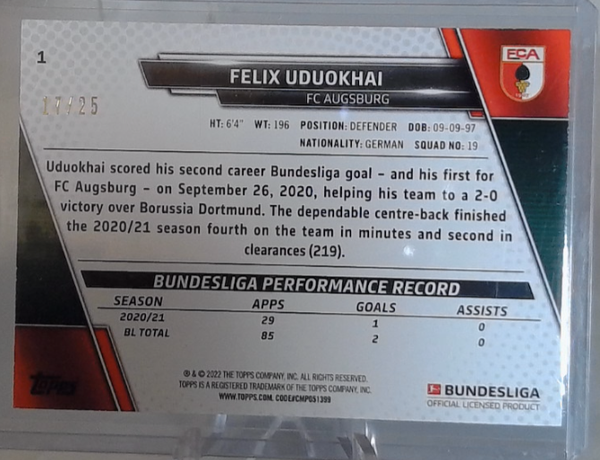 1
FCA
FELIX UDUOKHAI
FC AUGSBURG
17/25
HT: 6'4" WT: 196 POSITION: DEFENDER DOB: 09-09-97
NATIONALITY: GERMAN SQUAD NO: 19
Uduokhai scored his second career Bundesliga goal – and his first for
FC Augsburg – on September 26, 2020, helping his team to a 2-0
victory over Borussia Dortmund. The dependable centre-back finished
the 2020/21 season fourth on the team in minutes and second in
clearances (219).
BUNDESLIGA PERFORMANCE RECORD
SEASON APPS GOALS ASSISTS
2020/21 29 1 0
BL TOTAL 85 2 0
Topps
® & © 2022 THE TOPPS COMPANY, INC. ALL RIGHTS RESERVED.
TOPPS IS A REGISTERED TRADEMARK OF THE TOPPS COMPANY, INC.
WWW.TOPPS.COM. CODE#CMP051399
BUNDESLIGA
OFFICIAL LICENSED PRODUCT